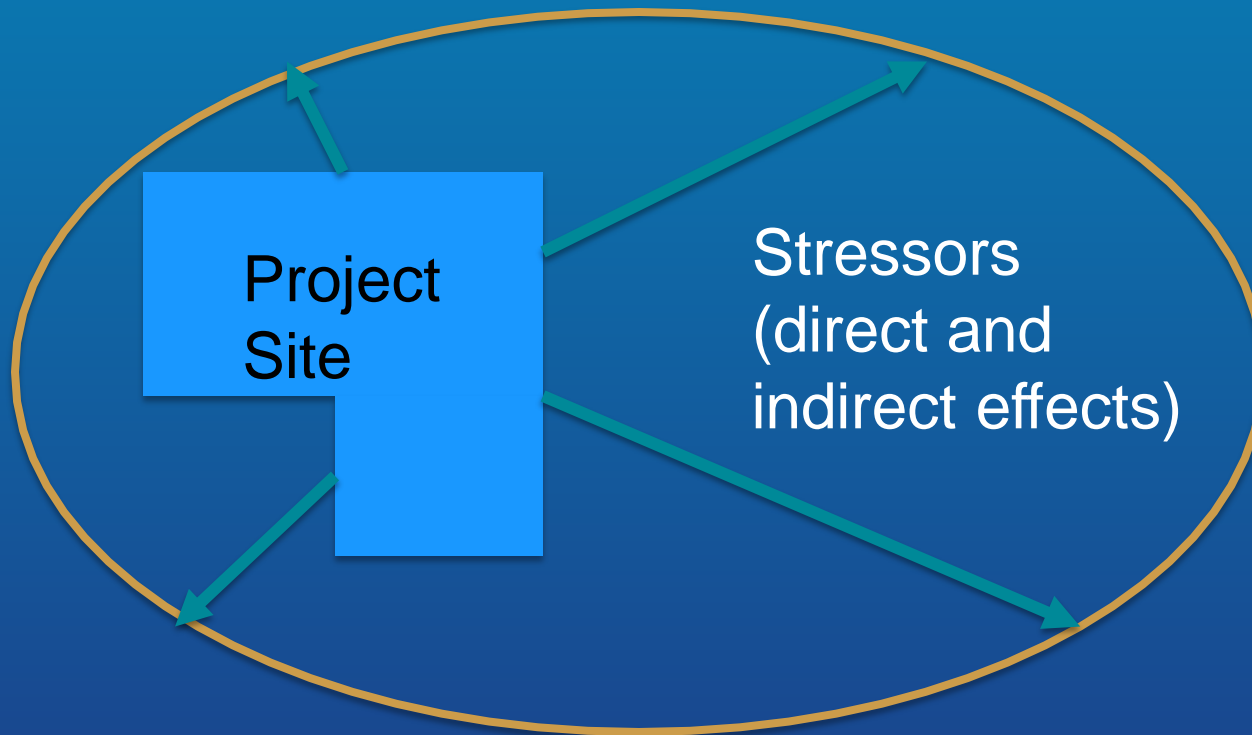 Project
Site
Stressors
(direct and
indirect effects)